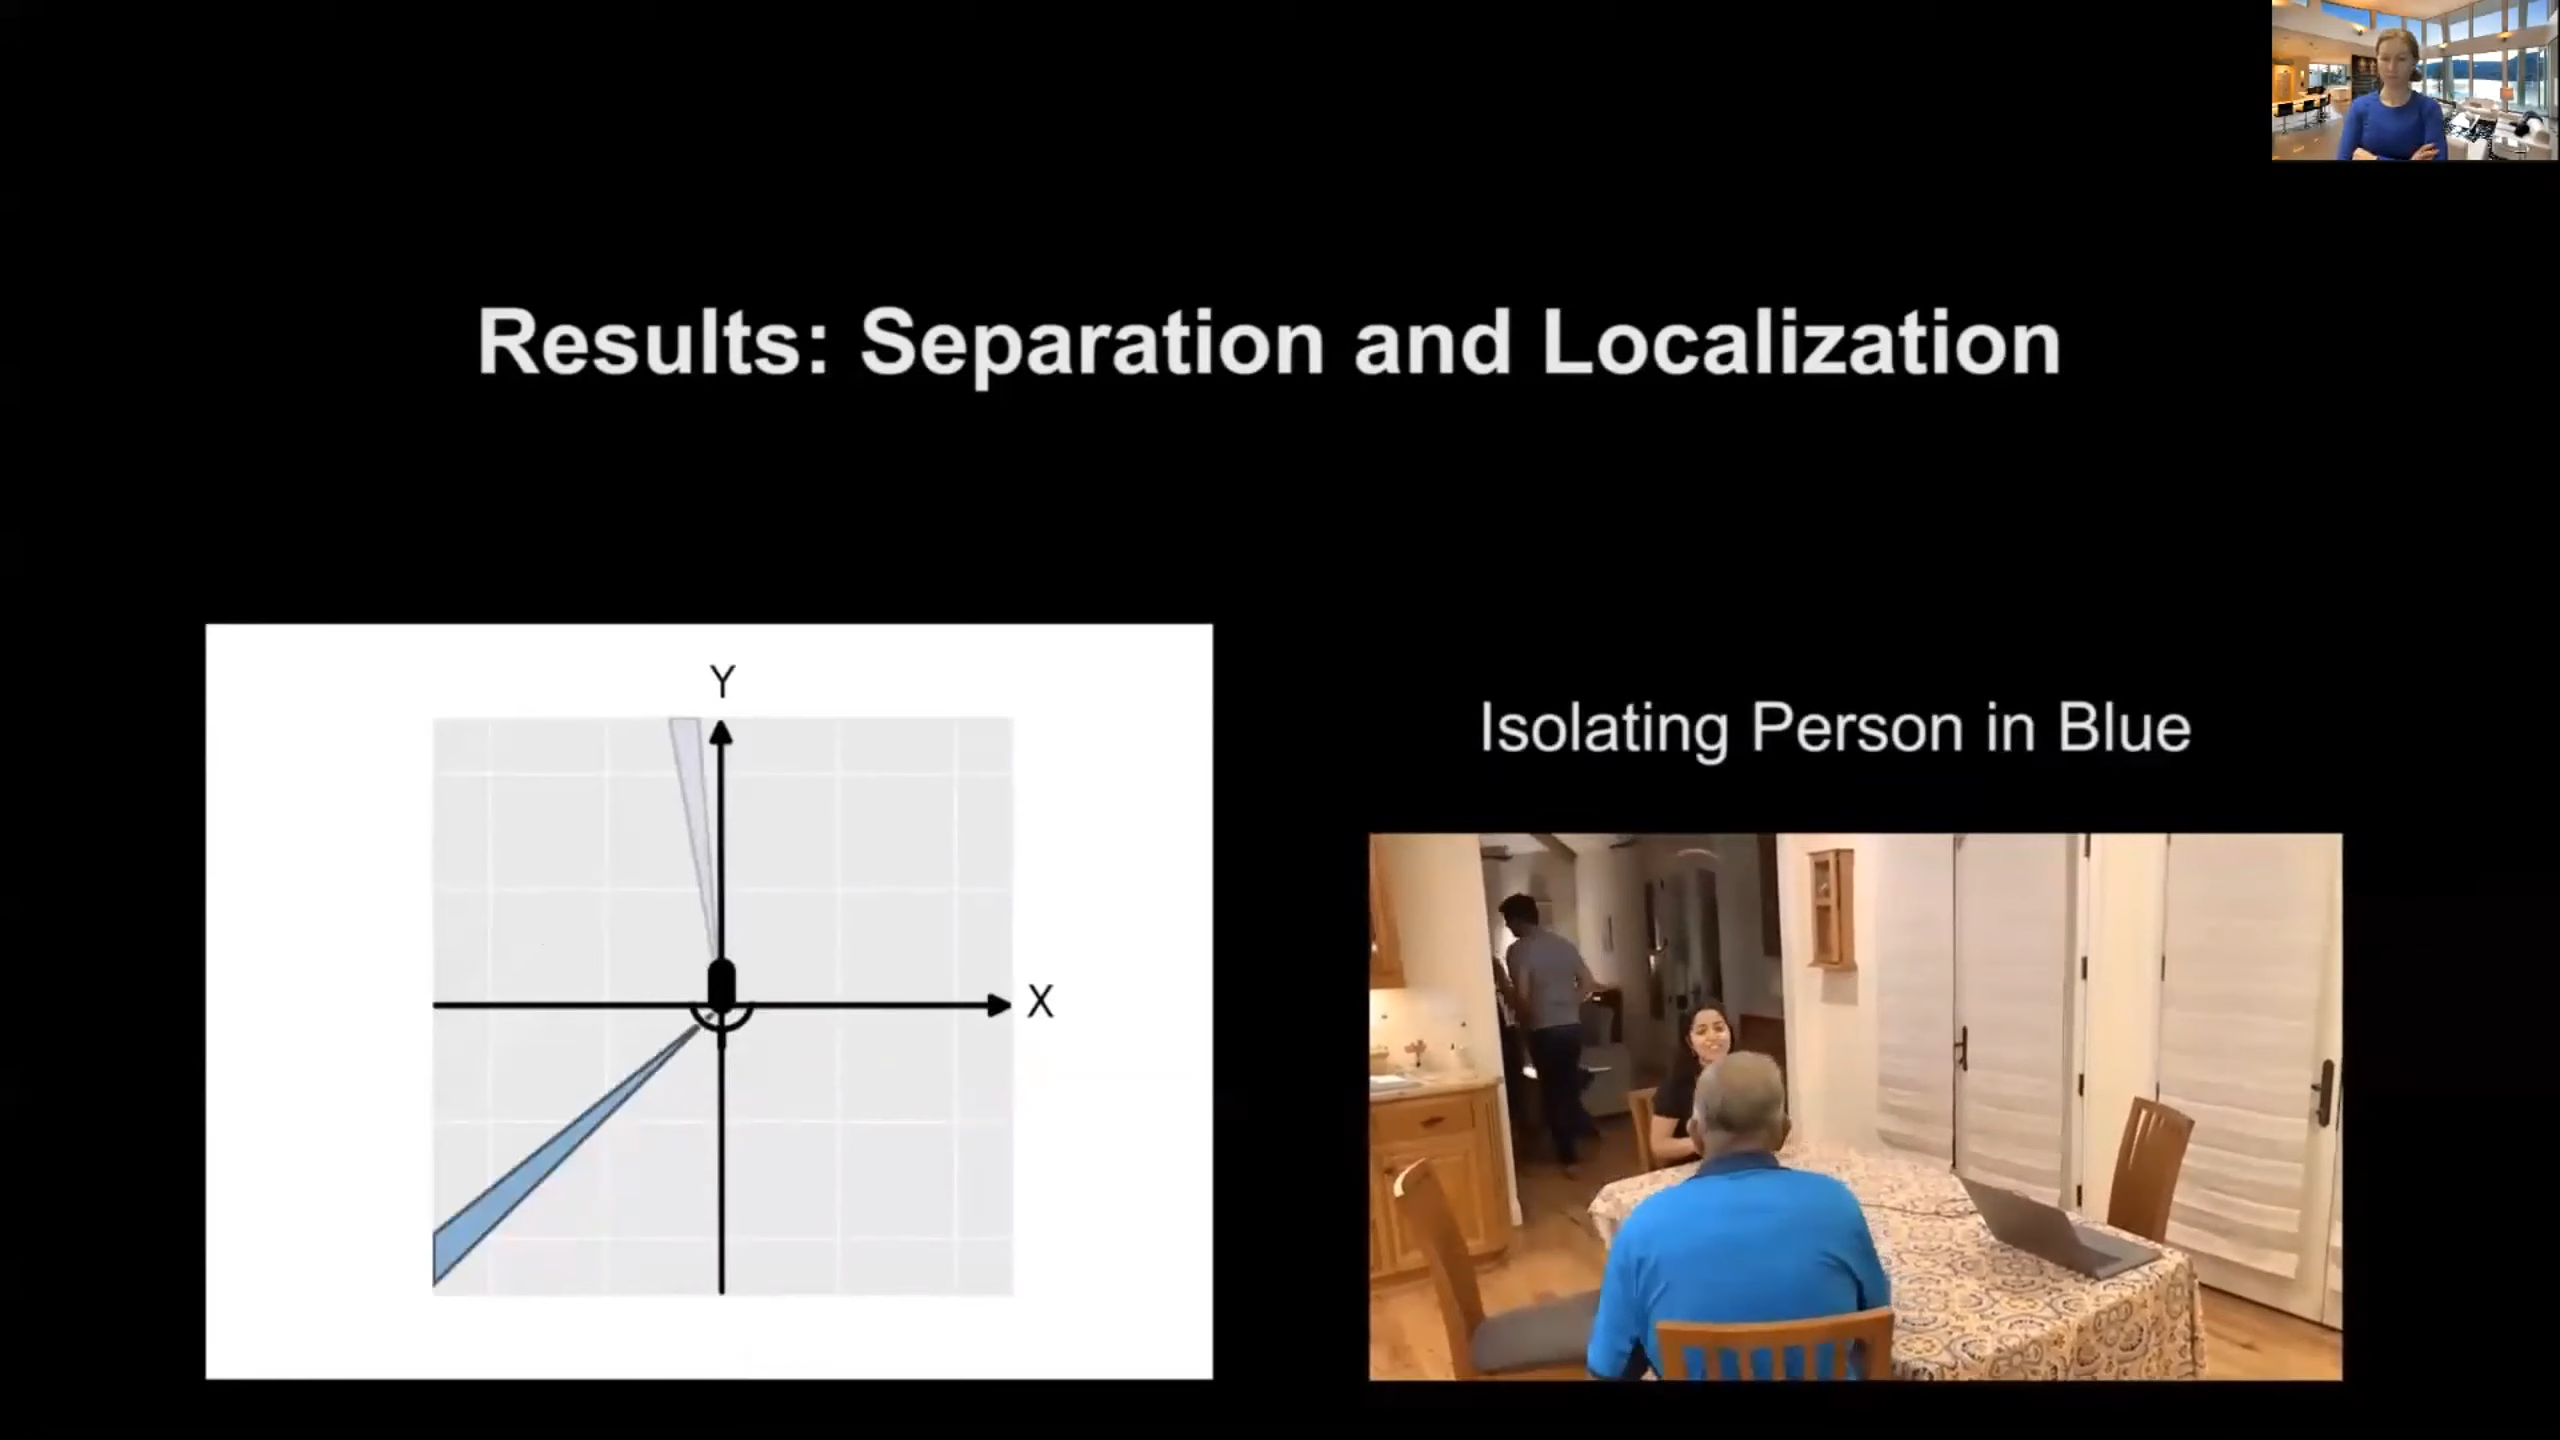 Results: Separation and Localization
Y
X
Isolating Person in Blue